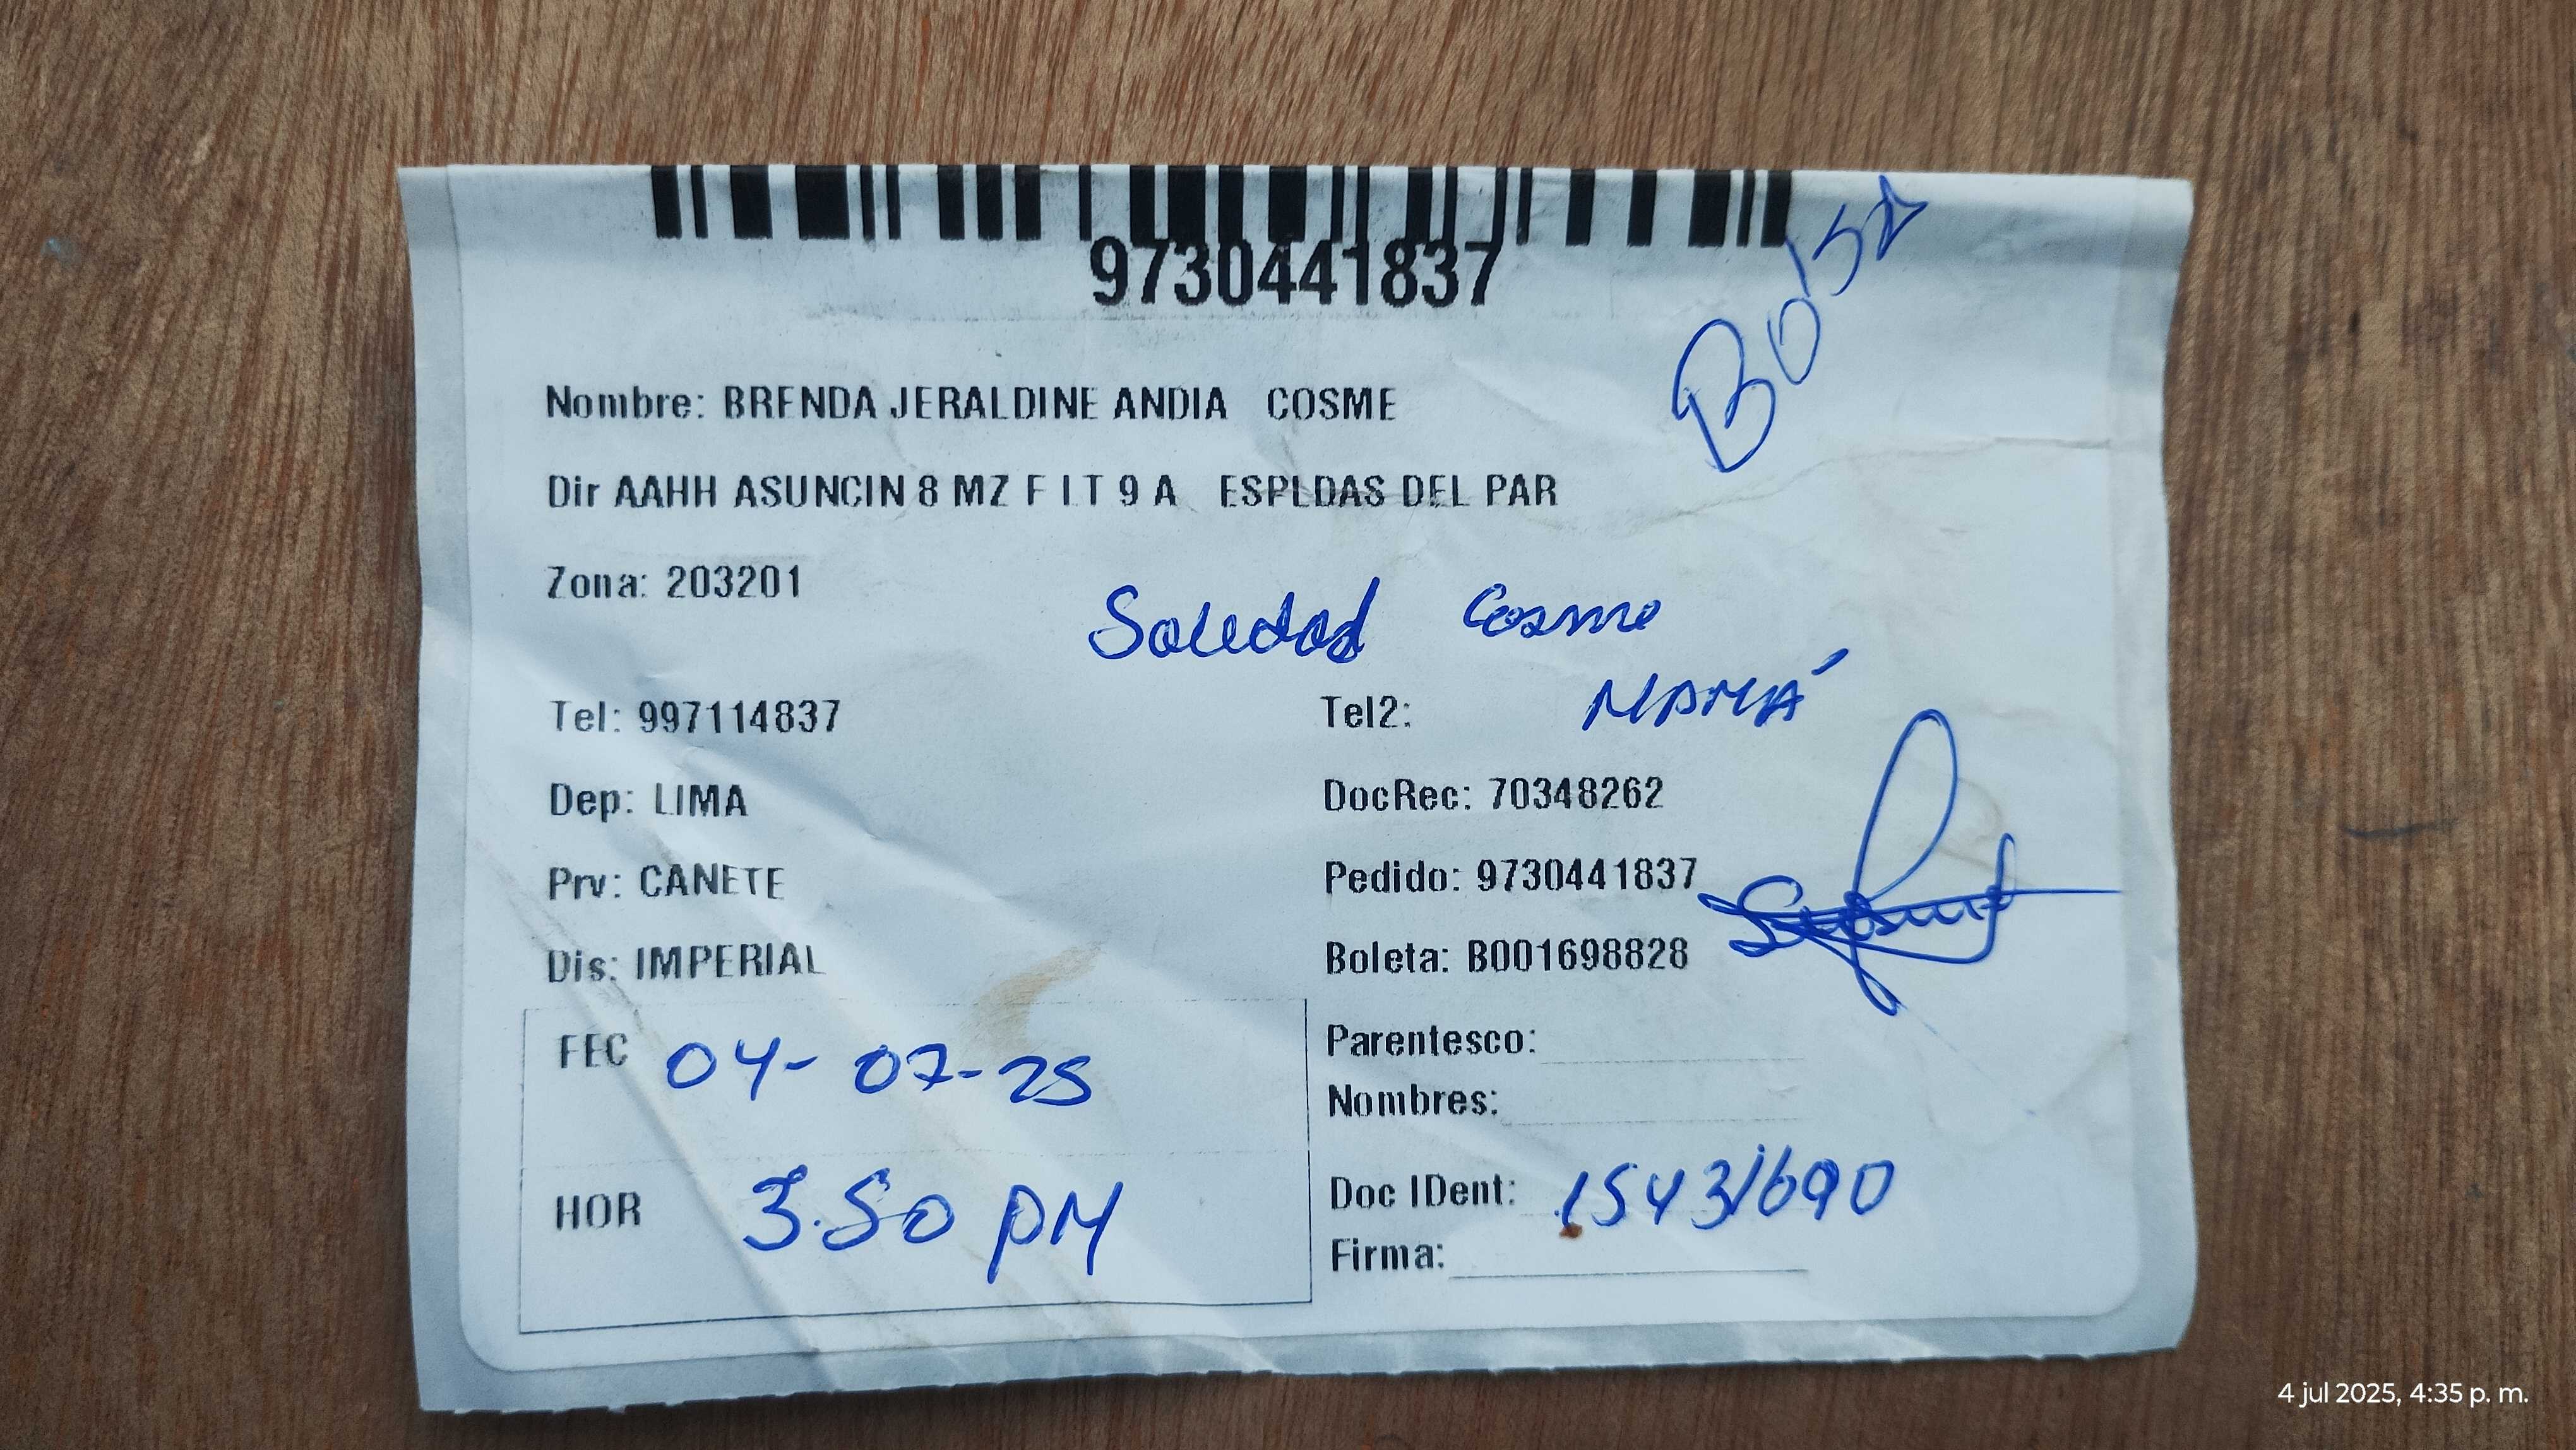 9730441837
Bolsa
Nombre: BRENDA JERALDINE ANDIA COSME
Dir AAHH ASUNCIN 8 MZ F LT 9 A ESPLDAS DEL PAR
Zona: 203201
Soledad Cosme
MAMÁ
Tel: 997114837 Tel2:
Dep: LIMA DocRec: 70348262
Prv: CANETE Pedido: 9730441837
Dis: IMPERIAL Boleta: B001698828
FEC 04-07-25 Parentesco:
Nombres:
HOR 3.50 PM Doc IDent: 15431690
Firma:
4 jul 2025, 4:35 p. m.